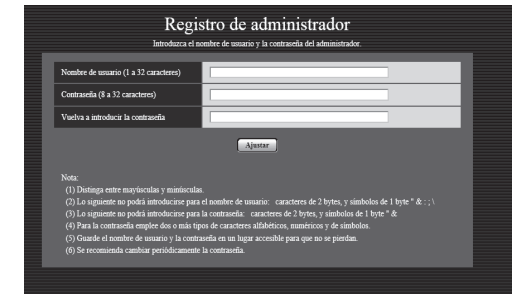 Registro de administrador
Introduzca el nombre de usuario y la contraseña del administrador.
Nombre de usuario (1 a 32 caracteres)
Contraseña (8 a 32 caracteres)
Vuelva a introducir la contraseña
Ajustar
Nota:
(1) Distinga entre mayúsculas y minúsculas.
(2) Lo siguiente no podrá introducirse para el nombre de usuario: caracteres de 2 bytes, y símbolos de 1 byte " & : ; \
(3) Lo siguiente no podrá introducirse para la contraseña: caracteres de 2 bytes, y símbolos de 1 byte " &
(4) Para la contraseña emplee dos o más tipos de caracteres alfabéticos, numéricos y de símbolos.
(5) Guarde el nombre de usuario y la contraseña en un lugar accesible para que no se pierdan.
(6) Se recomienda cambiar periódicamente la contraseña.